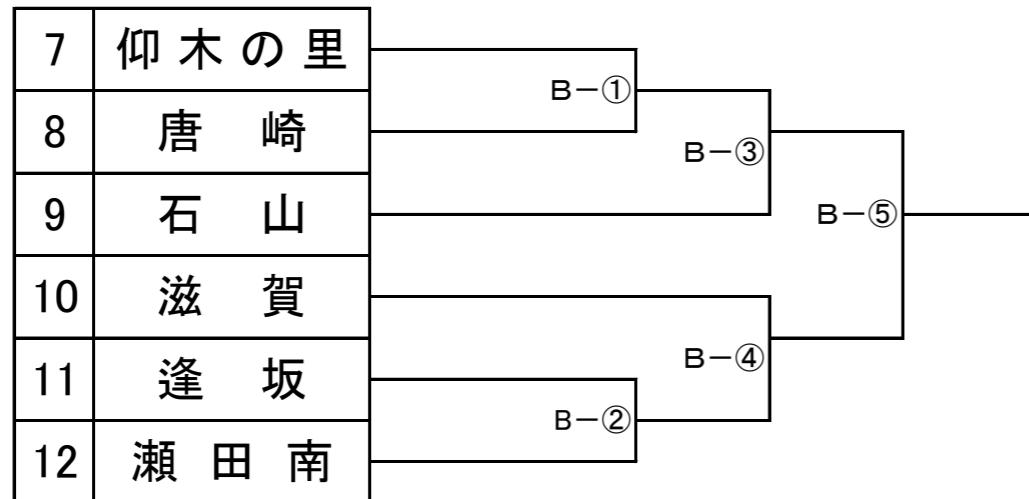 7 仰木の里
8 唐崎
9 石山
10 滋賀
11 逢坂
12 瀬田南
B－①
B－③
B－⑤
B－④
B－②